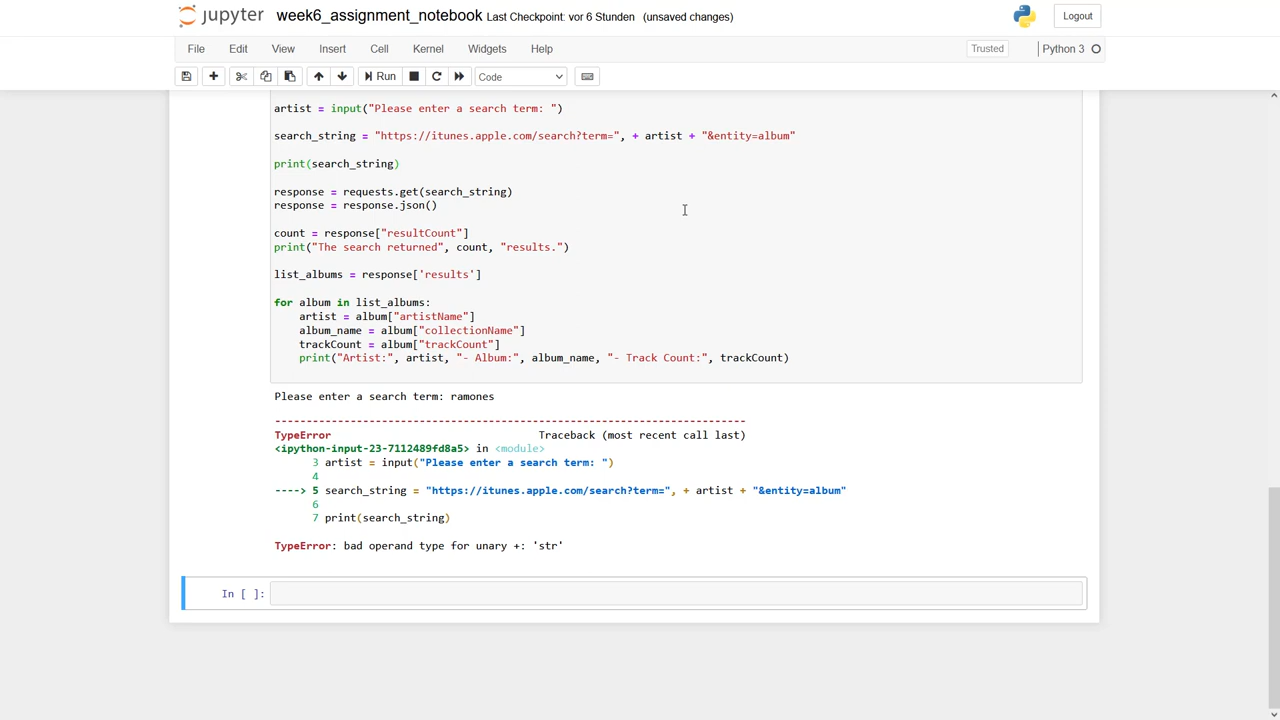 jupyter week6_assignment_notebook Last Checkpoint: vor 6 Stunden (unsaved changes) Logout
File Edit View Insert Cell Kernel Widgets Help Trusted Python 3
Run Code
artist = input("Please enter a search term: ")
search_string = "https://itunes.apple.com/search?term=", + artist + "&entity=album"
print(search_string)
response = requests.get(search_string)
response = response.json()
count = response["resultCount"]
print("The search returned", count, "results.")
list_albums = response['results']
for album in list_albums:
    artist = album["artistName"]
    album_name = album["collectionName"]
    trackCount = album["trackCount"]
    print("Artist:", artist, "- Album:", album_name, "- Track Count:", trackCount)
Please enter a search term: ramones
---------------------------------------------------------------------------
TypeError Traceback (most recent call last)
<ipython-input-23-7112489fd8a5> in <module>
3 artist = input("Please enter a search term: ")
4
----> 5 search_string = "https://itunes.apple.com/search?term=", + artist + "&entity=album"
6
7 print(search_string)
TypeError: bad operand type for unary +: 'str'
In [ ]: